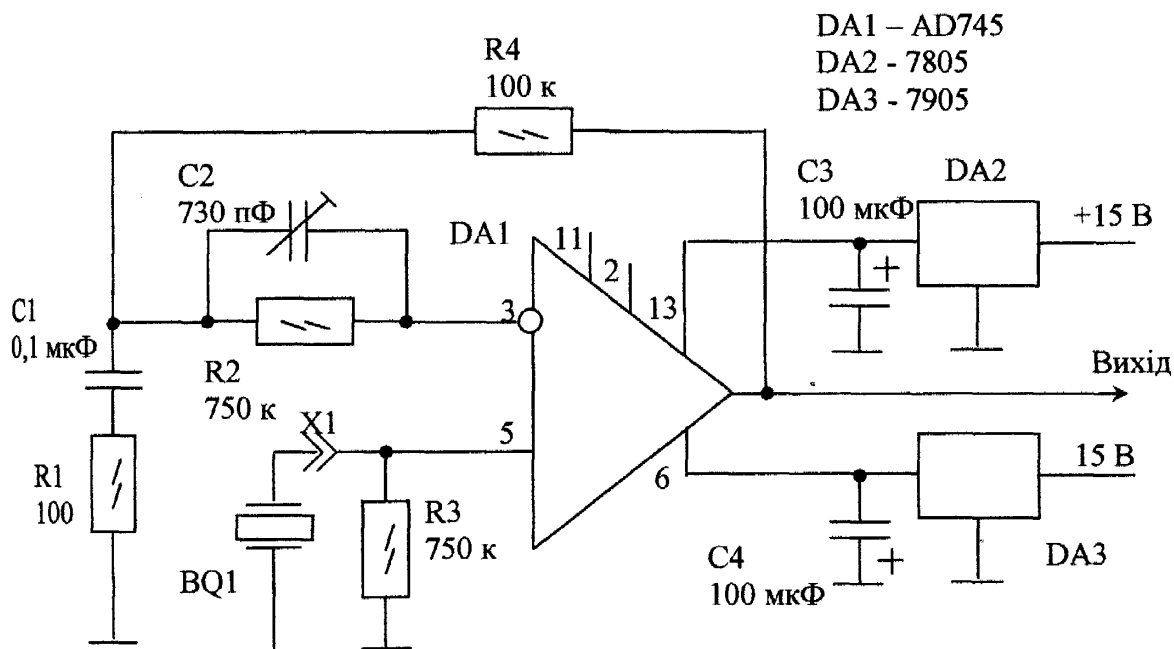 DA1 – AD745
DA2 - 7805
DA3 - 7905
R4
100 к
C2
730 пФ
DA1
11
2
13
C3
100 мкФ
DA2
+15 В
+
C1
0,1 мкФ
3
R2
750 к
X1
5
Вихід
6
15 В
R1
100
R3
750 к
BQ1
C4
100 мкФ
+
DA3